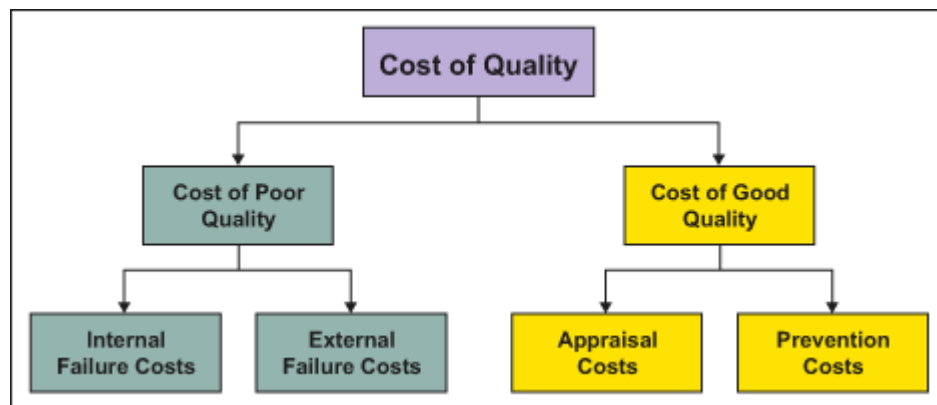 Cost of Quality
Cost of Poor
Quality
Cost of Good
Quality
Internal
Failure Costs
External
Failure Costs
Appraisal
Costs
Prevention
Costs